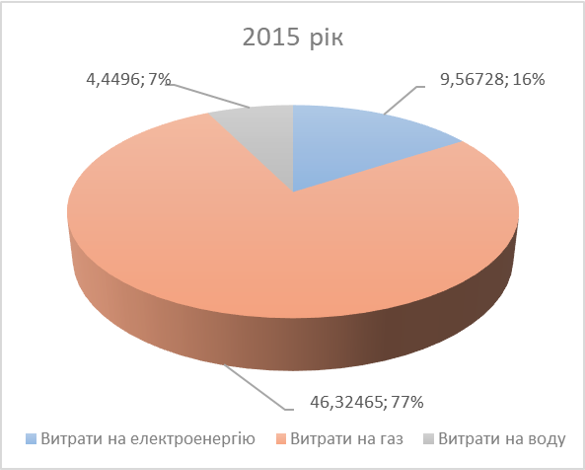 2015 рік
4,4496; 7%
9,56728; 16%
46,32465; 77%
Витрати на електроенергію
Витрати на газ
Витрати на воду